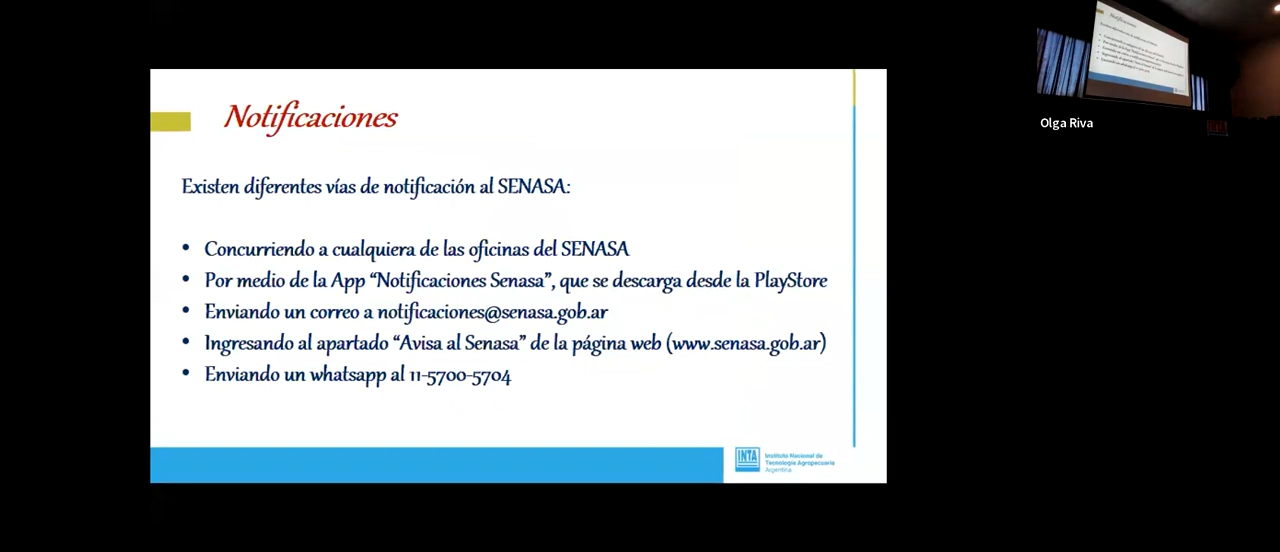 Notificaciones
Existen diferentes vías de notificación al SENASA:
• Concurriendo a cualquiera de las oficinas del SENASA
• Por medio de la App “Notificaciones Senasa”, que se descarga desde la PlayStore
• Enviando un correo a notificaciones@senasa.gob.ar
• Ingresando al apartado “Avisa al Senasa” de la página web (www.senasa.gob.ar)
• Enviando un whatsapp al 11-5700-5704
INTA
Instituto Nacional de
Tecnología Agropecuaria
Argentina
Notificaciones
Olga Riva